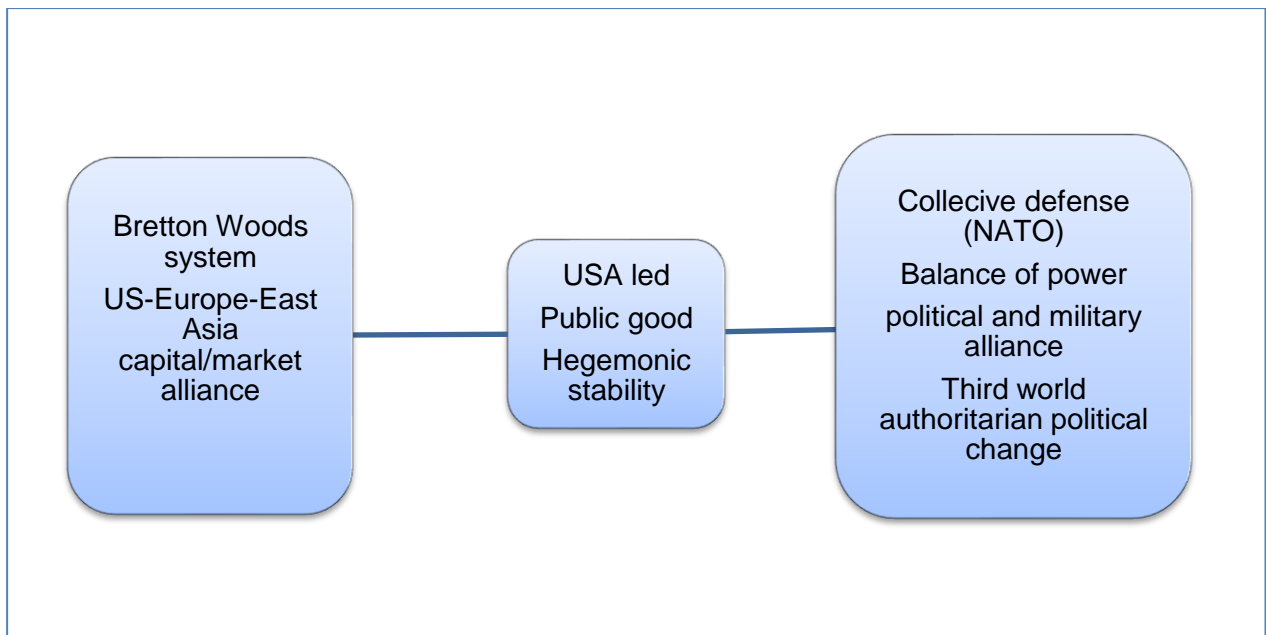 Bretton Woods
system
US-Europe-East
Asia
capital/market
alliance
USA led
Public good
Hegemonic
stability
Collecive defense
(NATO)
Balance of power
political and military
alliance
Third world
authoritarian political
change